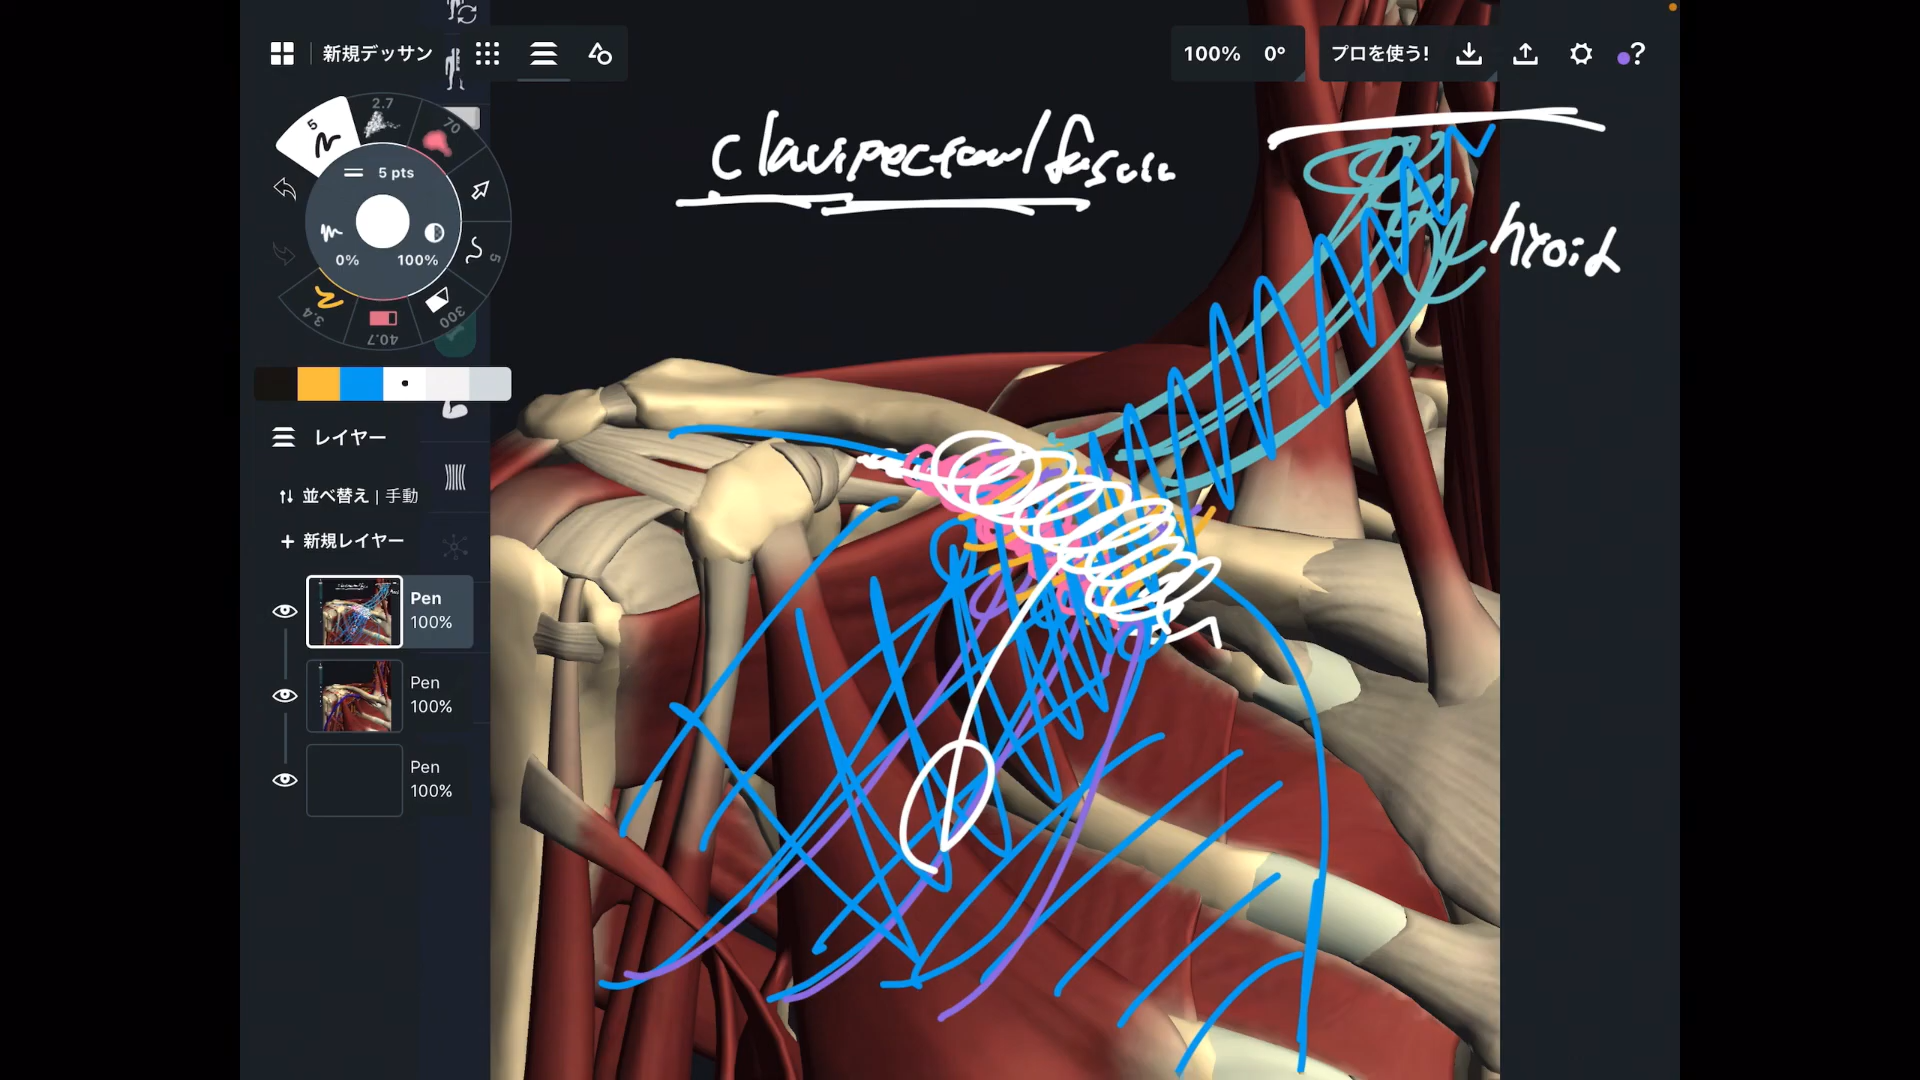 新規デッサン
100% 0° プロを使う! ?
clavipectoral fascia
hyoid
2.7
5
70
5 pts
5
0% 100%
3.4
40.7
300
レイヤー
並べ替え | 手動
+ 新規レイヤー
Pen
100%
Pen
100%
Pen
100%